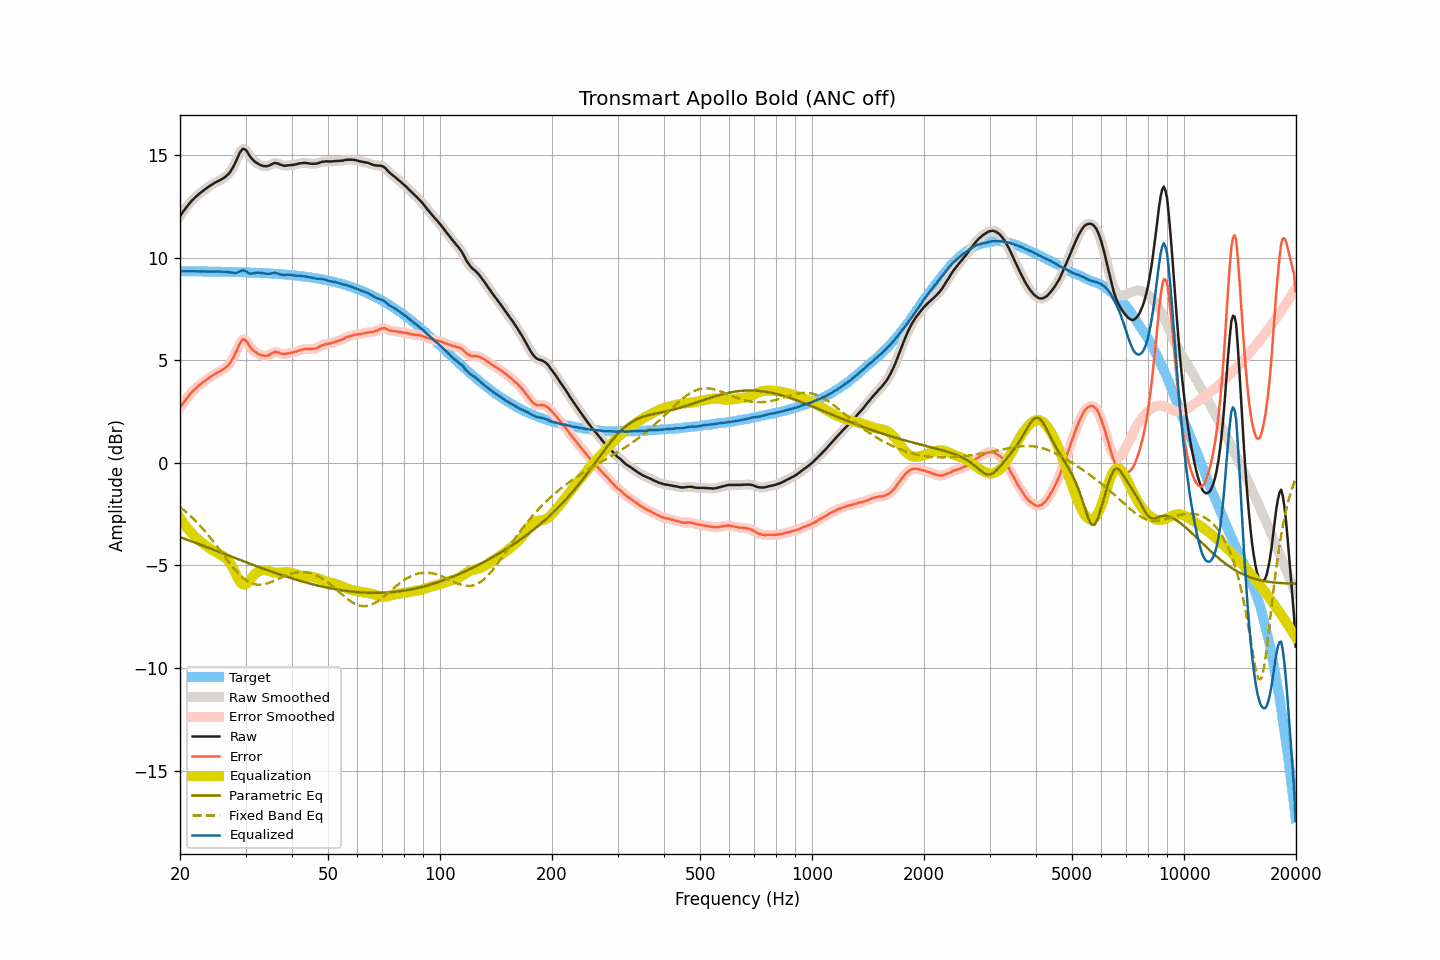 Tronsmart Apollo Bold (ANC off)
15
10
5
0
−5
−10
−15
Amplitude (dBr)
Target
Raw Smoothed
Error Smoothed
Raw
Error
Equalization
Parametric Eq
Fixed Band Eq
Equalized
20 50 100 200 500 1000 2000 5000 10000 20000
Frequency (Hz)